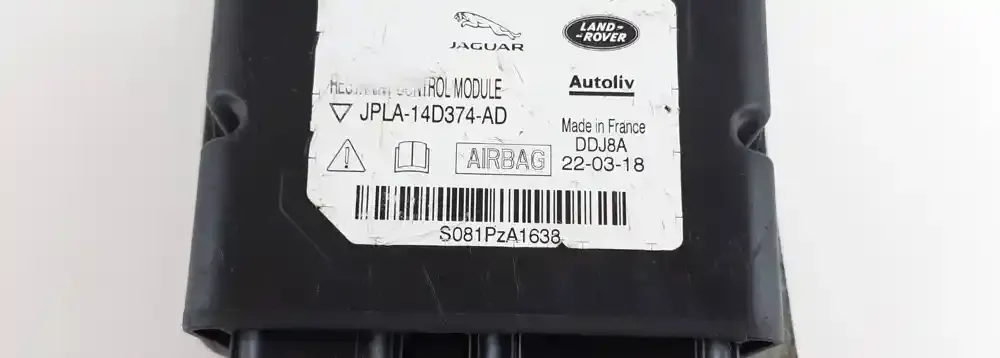 JAGUAR
LAND-
-ROVER
CONTROL MODULE
Autoliv
JPLA-14D374-AD
Made in France
DDJ8A
AIRBAG
22-03-18
S081PzA1638